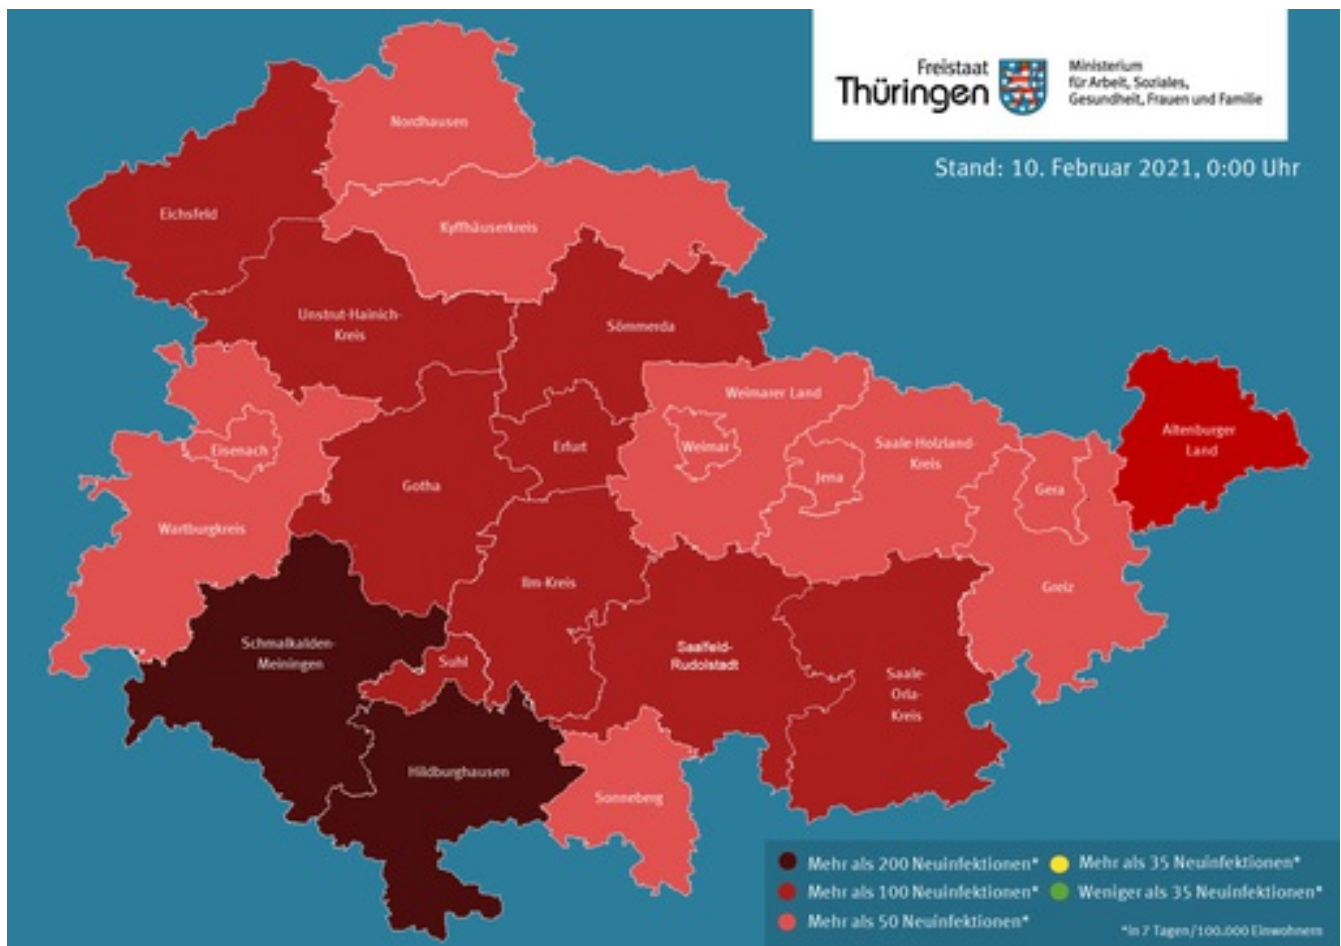 Freistaat
Thüringen
Ministerium
für Arbeit, Soziales,
Gesundheit, Frauen und Familie
Stand: 10. Februar 2021, 0:00 Uhr
Nordhausen
Eichsfeld
Kyffhäuserkreis
Unstrut-Hainich-
Kreis
Sömmerda
Weimarer Land
Eisenach
Erfurt
Weimar
Saale-Holzland
Kreis
Altenburger
Land
Jena
Gotha
Gera
Wartburgkreis
Ilm-Kreis
Greiz
Schmalkalden-
Meiningen
Suhl
Saalfeld-
Rudolstadt
Saale-
Orla-
Kreis
Hildburghausen
Sonneberg
Mehr als 200 Neuinfektionen*
Mehr als 100 Neuinfektionen*
Mehr als 50 Neuinfektionen*
Mehr als 35 Neuinfektionen*
Weniger als 35 Neuinfektionen*
*in 7 Tagen/100.000 Einwohnern